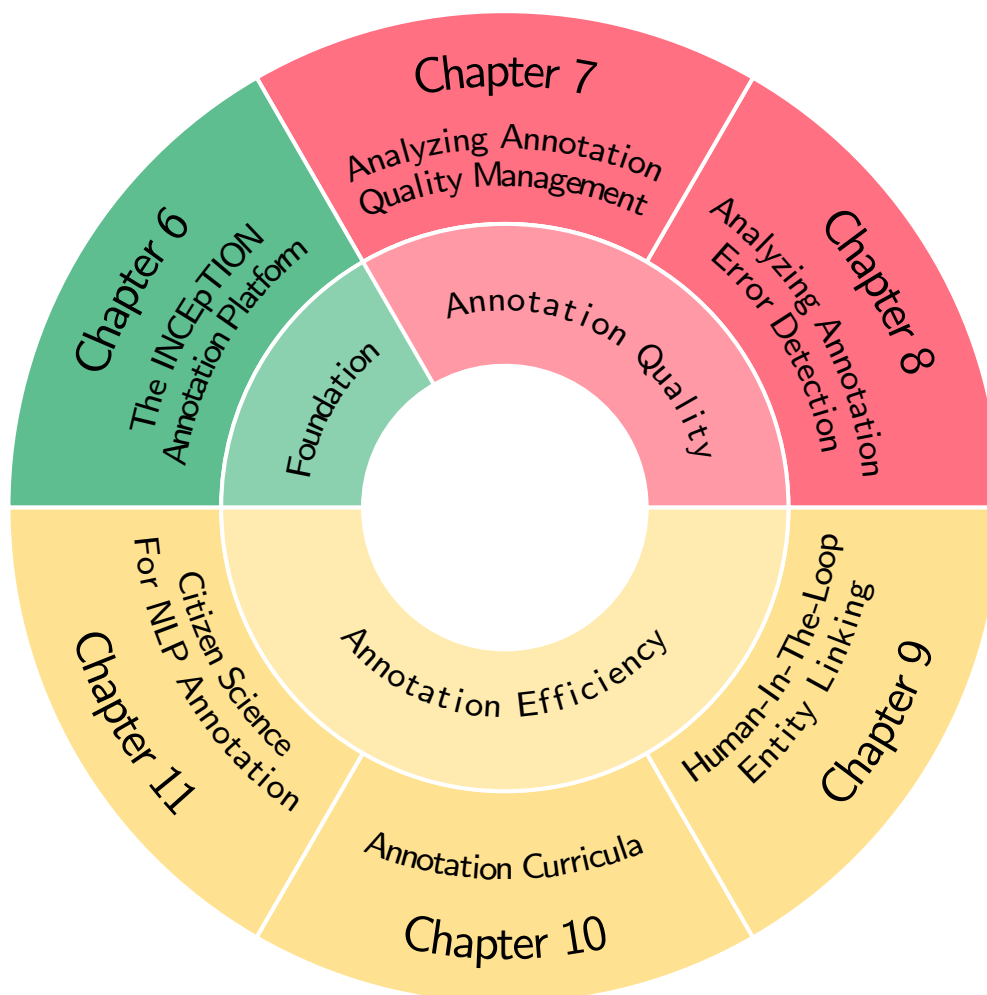 Chapter 6
The INCEpTION
Annotation Platform
Chapter 7
Analyzing Annotation
Quality Management
Chapter 8
Analyzing Annotation
Error Detection
Foundation
Annotation Quality
Annotation Efficiency
Human-In-The-Loop
Entity Linking
Chapter 9
Annotation Curricula
Chapter 10
Citizen Science
For NLP Annotation
Chapter 11